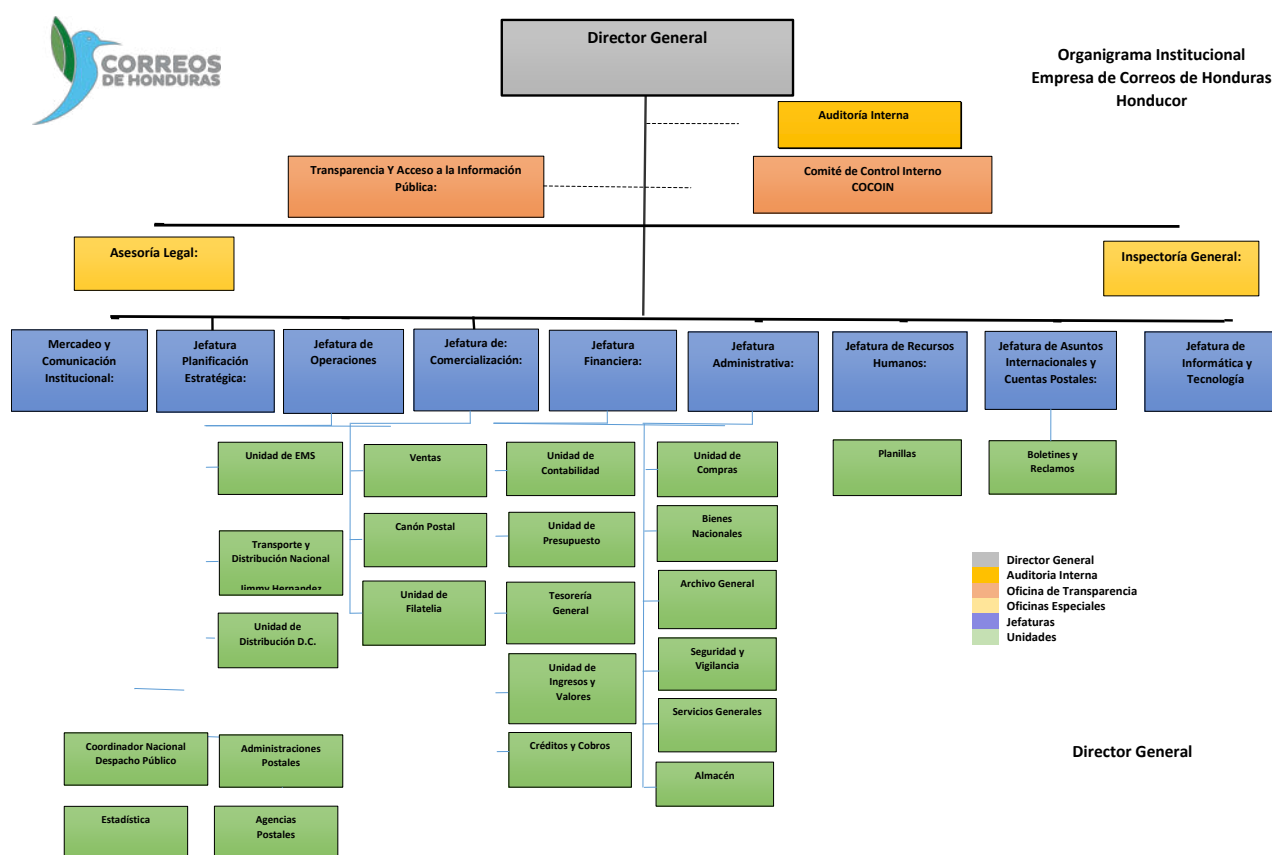 CORREOS
DE HONDURAS
Director General
Organigrama Institucional
Empresa de Correos de Honduras
Honducor
Auditoría Interna
Transparencia Y Acceso a la Información
Pública:
Comité de Control Interno
COCOIN
Asesoría Legal:
Inspectoría General:
Mercadeo y
Comunicación
Institucional:
Jefatura
Planificación
Estratégica:
Jefatura de
Operaciones
Jefatura de:
Comercialización:
Jefatura
Financiera:
Jefatura
Administrativa:
Jefatura de Recursos
Humanos:
Jefatura de Asuntos
Internacionales y
Cuentas Postales:
Jefatura de
Informática y
Tecnología
Unidad de EMS
Ventas
Unidad de
Contabilidad
Unidad de
Compras
Planillas
Boletines y
Reclamos
Transporte y
Distribución Nacional
Jimmy Hernandez
Canón Postal
Unidad de
Presupuesto
Bienes
Nacionales
Unidad de
Distribución D.C.
Unidad de
Filatelia
Tesorería
General
Archivo General
Director General
Auditoria Interna
Oficina de Transparencia
Oficinas Especiales
Jefaturas
Unidades
Unidad de
Ingresos y
Valores
Seguridad y
Vigilancia
Servicios Generales
Coordinador Nacional
Despacho Público
Administraciones
Postales
Créditos y Cobros
Almacén
Director General
Estadística
Agencias
Postales